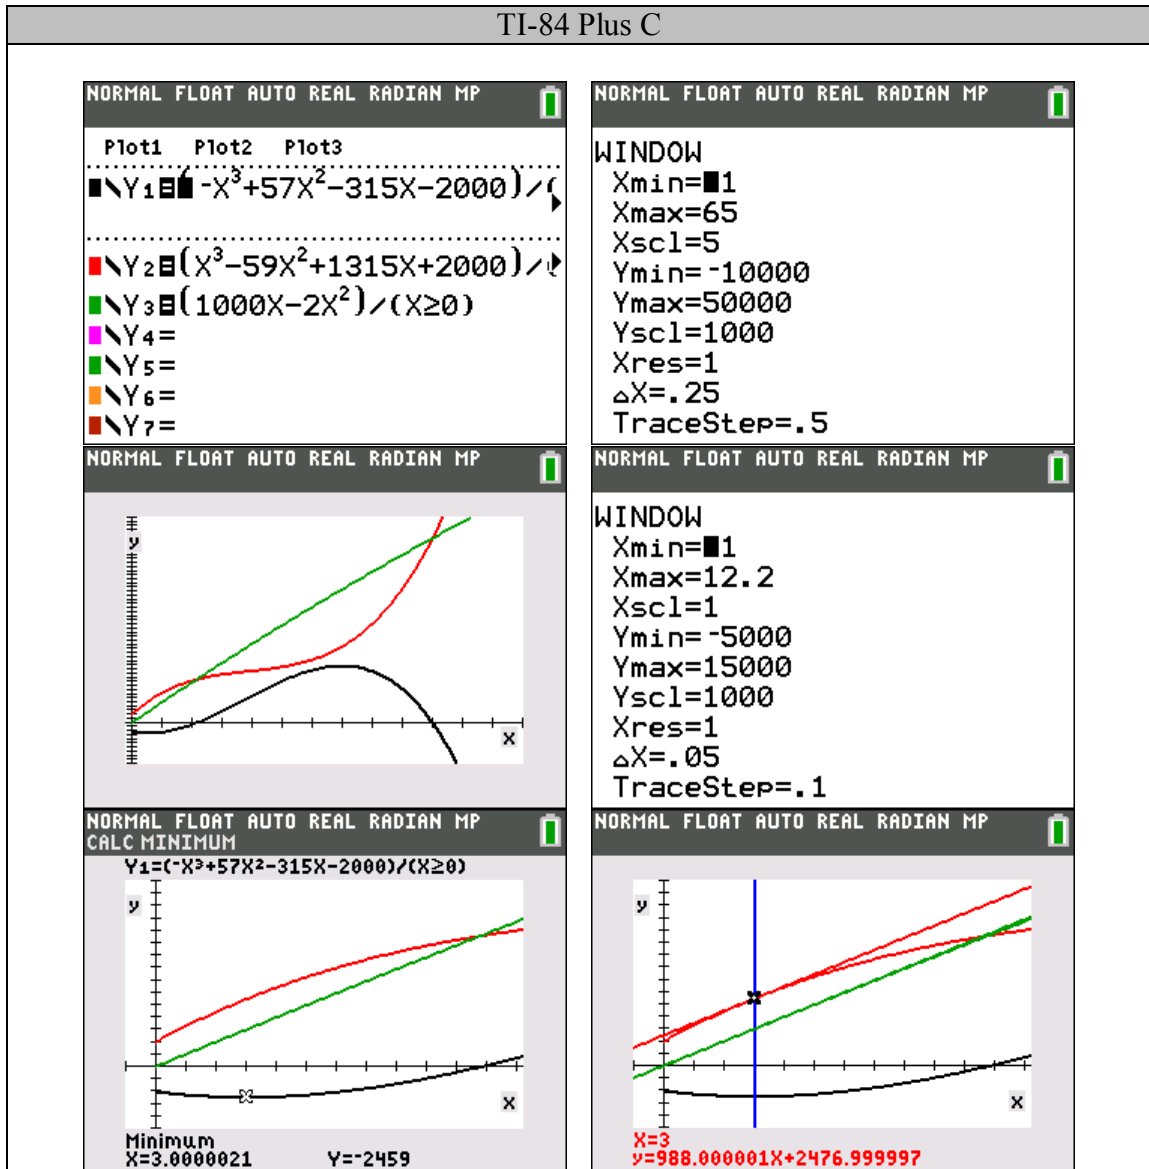 TI-84 Plus C
NORMAL FLOAT AUTO REAL RADIAN MP
Plot1 Plot2 Plot3
\Y₁=(-X³+57X²-315X-2000)/(
\Y₂=(X³-59X²+1315X+2000)/(
\Y₃=(1000X-2X²)/(X≥0)
\Y₄=
\Y₅=
\Y₆=
\Y₇=
NORMAL FLOAT AUTO REAL RADIAN MP
WINDOW
Xmin=1
Xmax=65
Xscl=5
Ymin=-10000
Ymax=50000
Yscl=1000
Xres=1
△X=.25
TraceStep=.5
NORMAL FLOAT AUTO REAL RADIAN MP
y
x
NORMAL FLOAT AUTO REAL RADIAN MP
WINDOW
Xmin=1
Xmax=12.2
Xscl=1
Ymin=-5000
Ymax=15000
Yscl=1000
Xres=1
△X=.05
TraceStep=.1
NORMAL FLOAT AUTO REAL RADIAN MP
CALC MINIMUM
Y₁=(-X³+57X²-315X-2000)/(X≥0)
y
x
Minimum
X=3.0000021 Y=-2459
NORMAL FLOAT AUTO REAL RADIAN MP
y
x
X=3
y=988.000001X+2476.999997